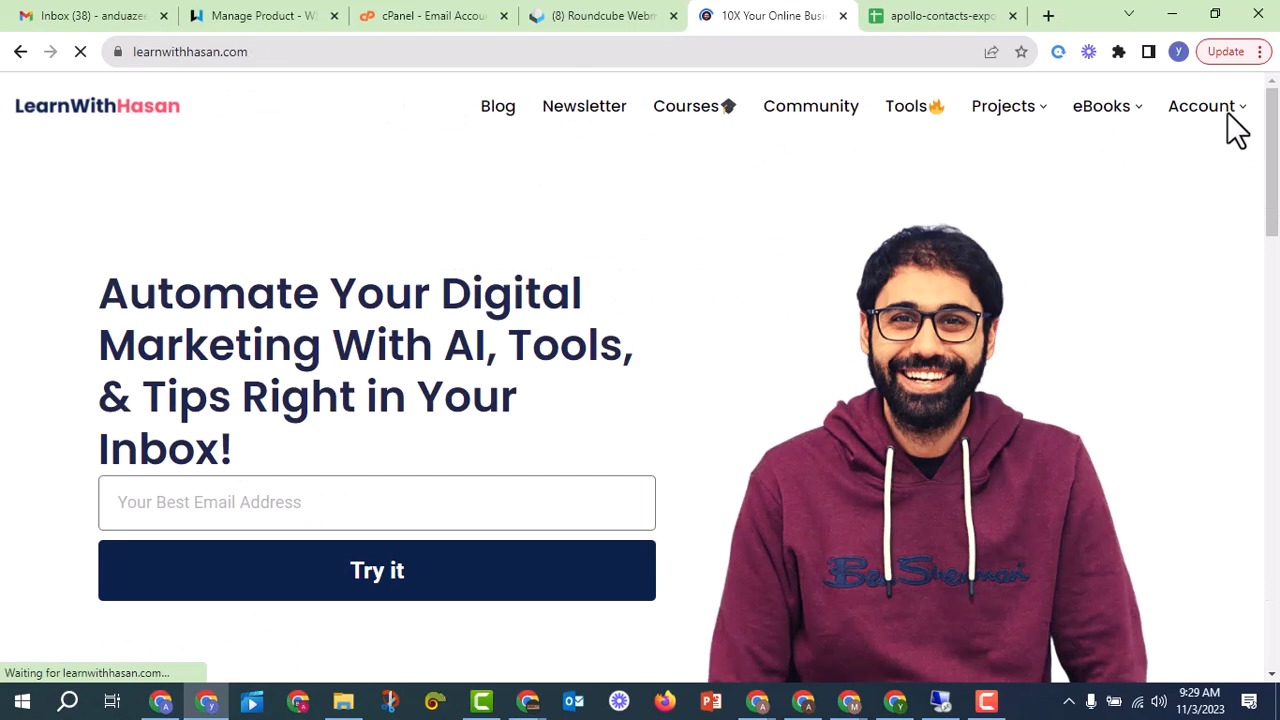 Inbox (38) - anduaze
Manage Product - W
cPanel - Email Accou
(8) Roundcube Webm
10X Your Online Busi
apollo-contacts-expo
learnwithhasan.com
Update
LearnWithHasan
Blog
Newsletter
Courses
Community
Tools
Projects
eBooks
Account
Automate Your Digital
Marketing With AI, Tools,
& Tips Right in Your
Inbox!
Your Best Email Address
Try it
Ben Sherman
Waiting for learnwithhasan.com...
9:29 AM
11/3/2023